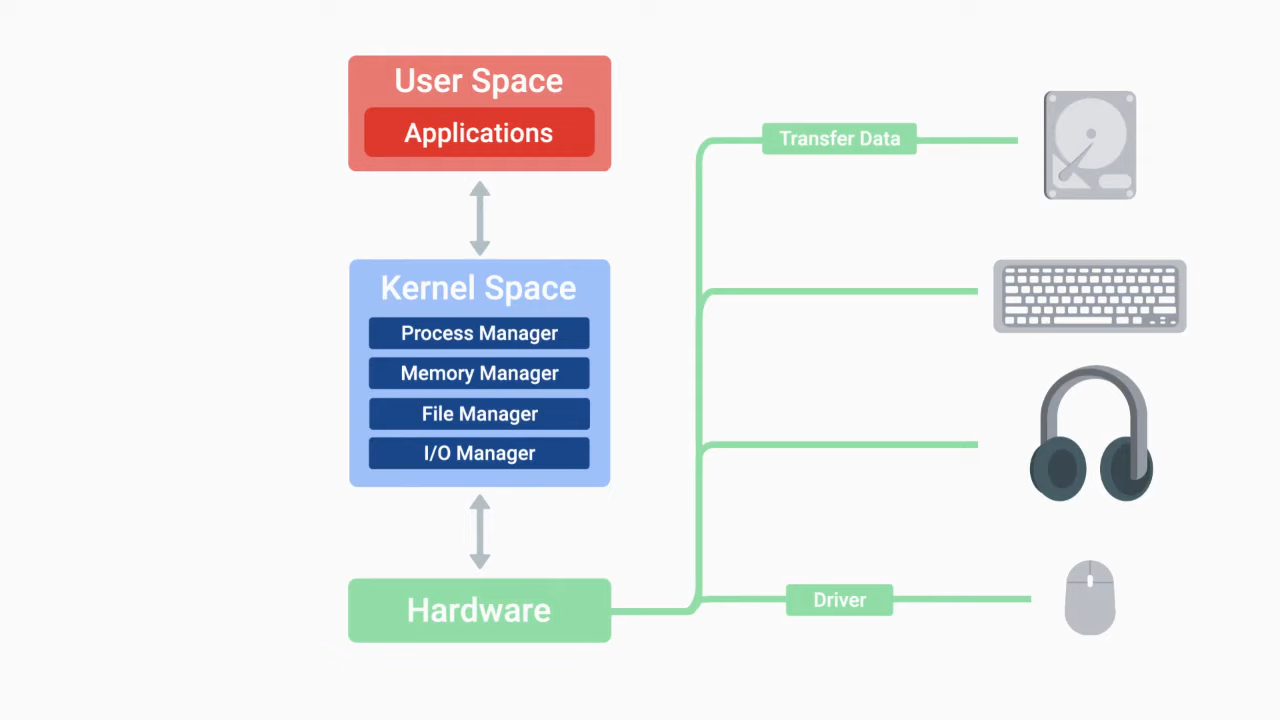 User Space
Applications
Kernel Space
Process Manager
Memory Manager
File Manager
I/O Manager
Hardware
Transfer Data
Driver